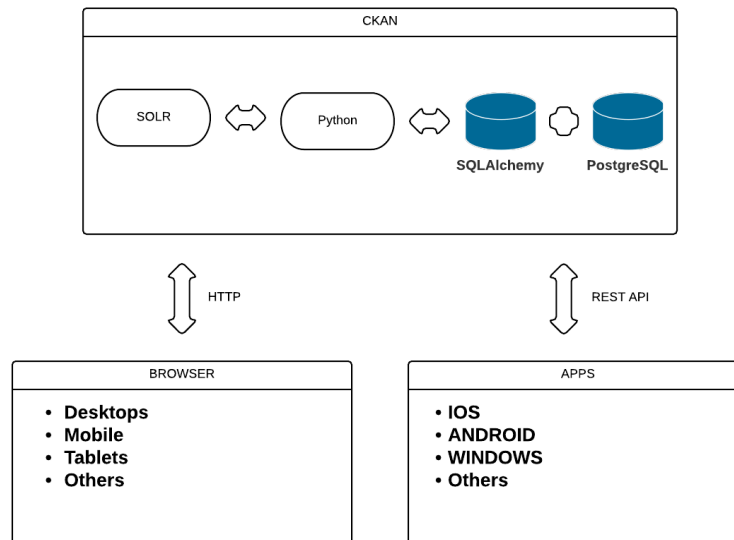 CKAN
SOLR
Python
SQLAlchemy
PostgreSQL
HTTP
REST API
BROWSER
• Desktops
• Mobile
• Tablets
• Others
APPS
• IOS
• ANDROID
• WINDOWS
• Others